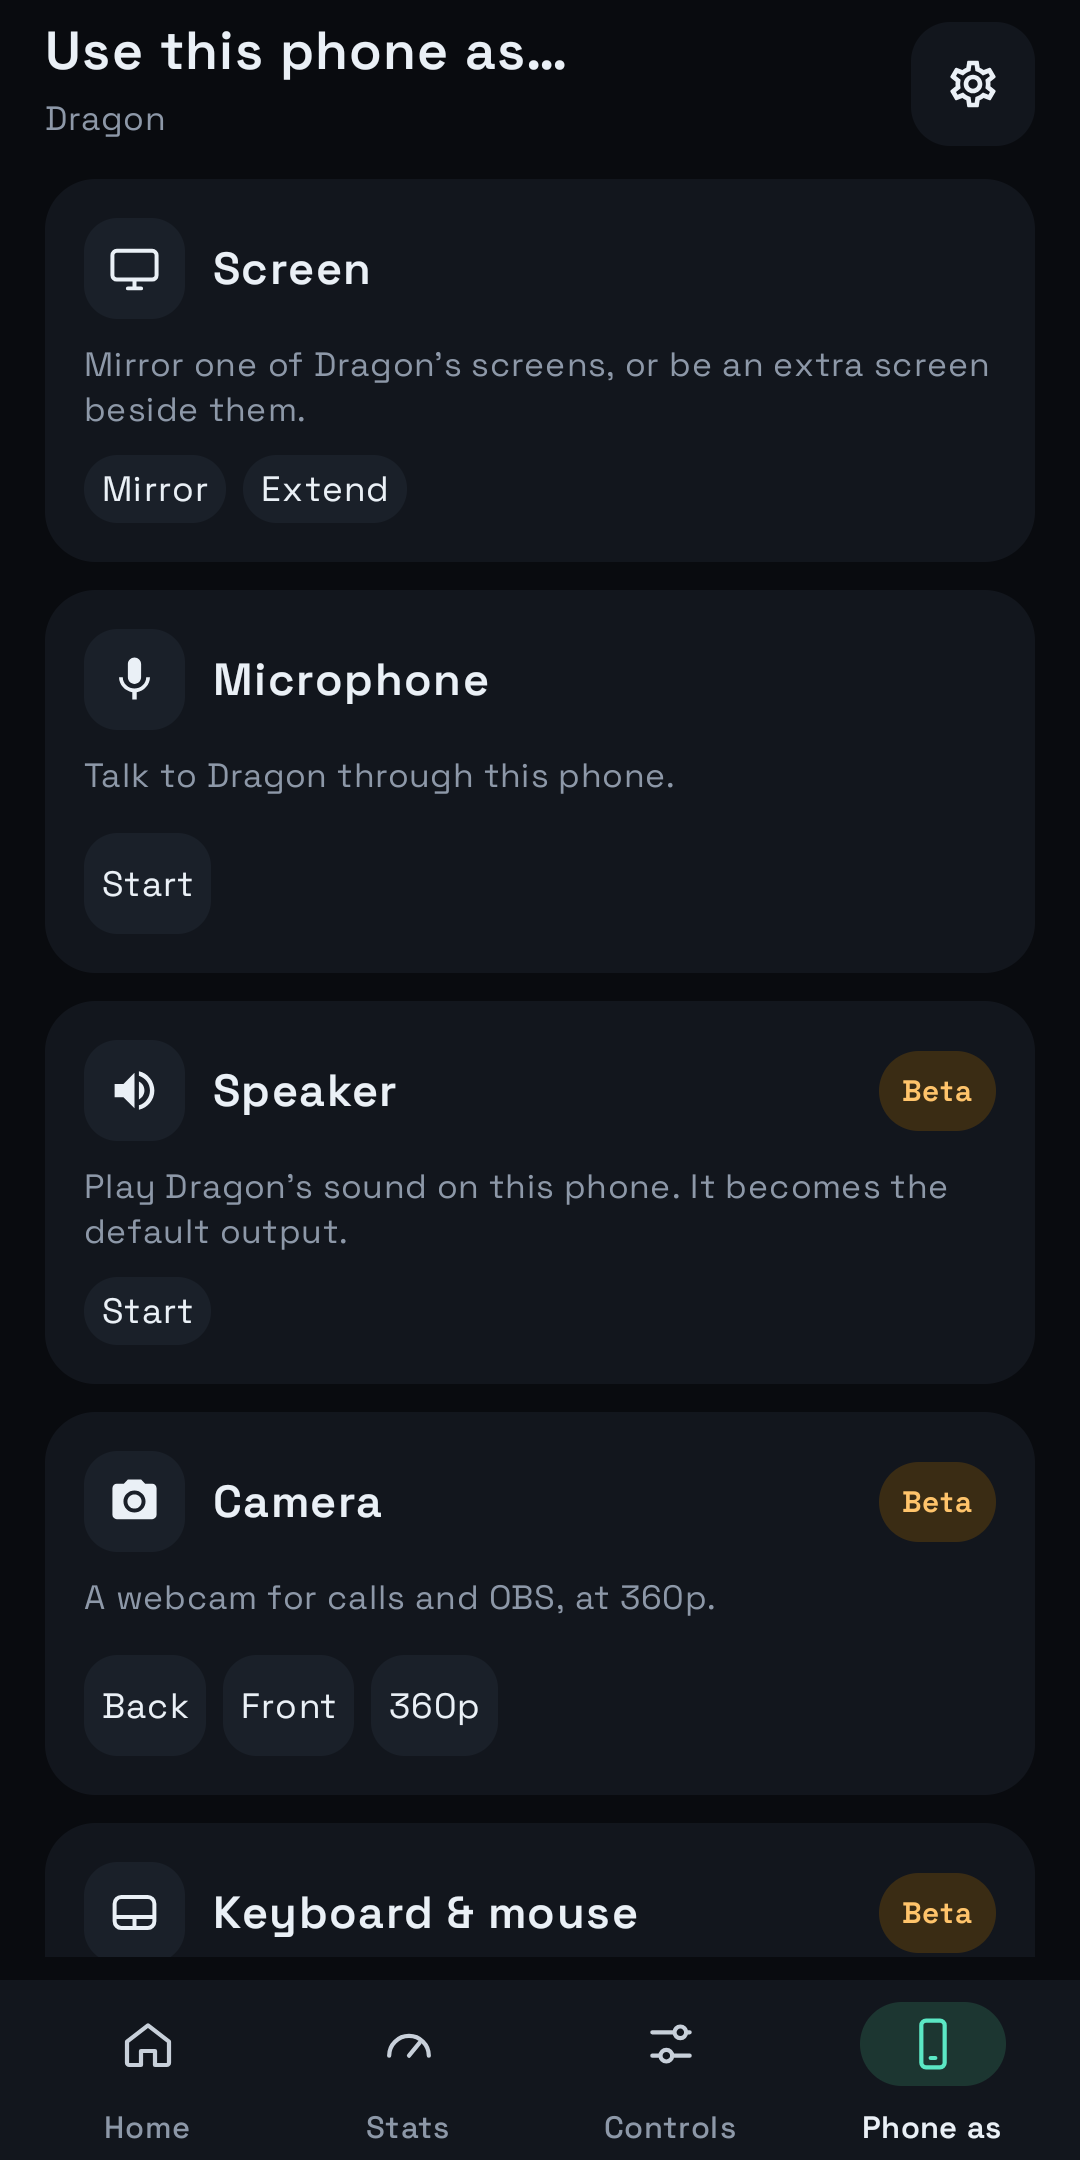 Use this phone as…
Dragon
Screen
Mirror one of Dragon's screens, or be an extra screen
beside them.
Mirror Extend
Microphone
Talk to Dragon through this phone.
Start
Speaker Beta
Play Dragon's sound on this phone. It becomes the
default output.
Start
Camera Beta
A webcam for calls and OBS, at 360p.
Back Front 360p
Keyboard & mouse Beta
Home Stats Controls Phone as